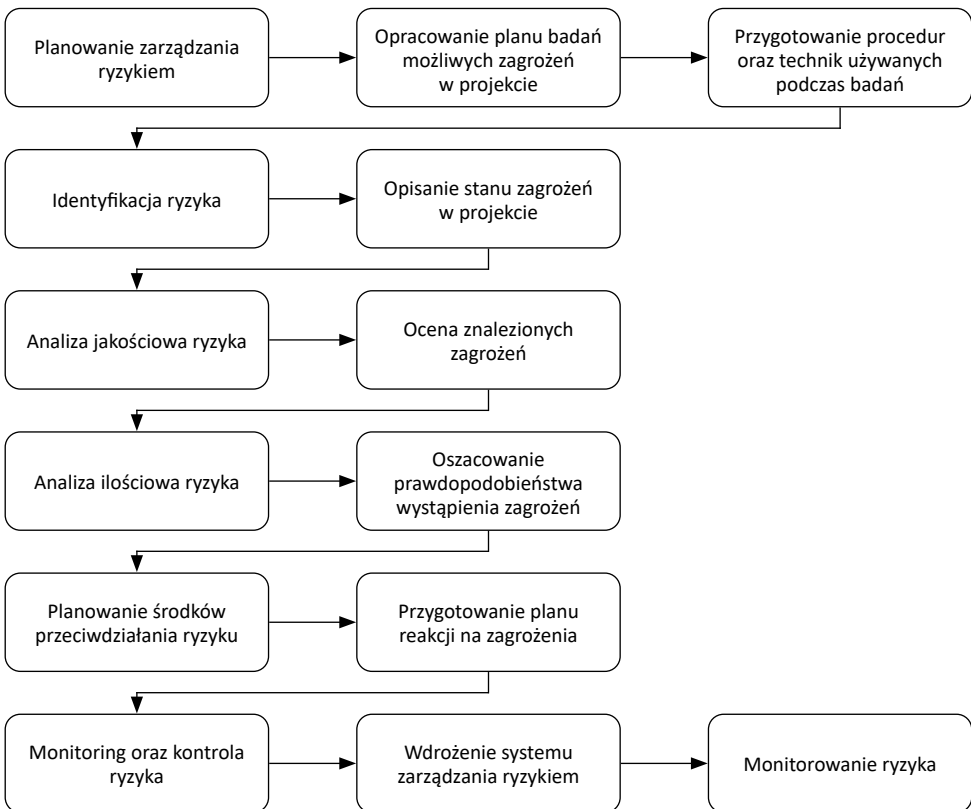 Planowanie zarządzania
ryzykiem
Opracowanie planu badań
możliwych zagrożeń
w projekcie
Przygotowanie procedur
oraz technik używanych
podczas badań
Identyfikacja ryzyka
Opisanie stanu zagrożeń
w projekcie
Analiza jakościowa ryzyka
Ocena znalezionych
zagrożeń
Analiza ilościowa ryzyka
Oszacowanie
prawdopodobieństwa
wystąpienia zagrożeń
Planowanie środków
przeciwdziałania ryzyku
Przygotowanie planu
reakcji na zagrożenia
Monitoring oraz kontrola
ryzyka
Wdrożenie systemu
zarządzania ryzykiem
Monitorowanie ryzyka